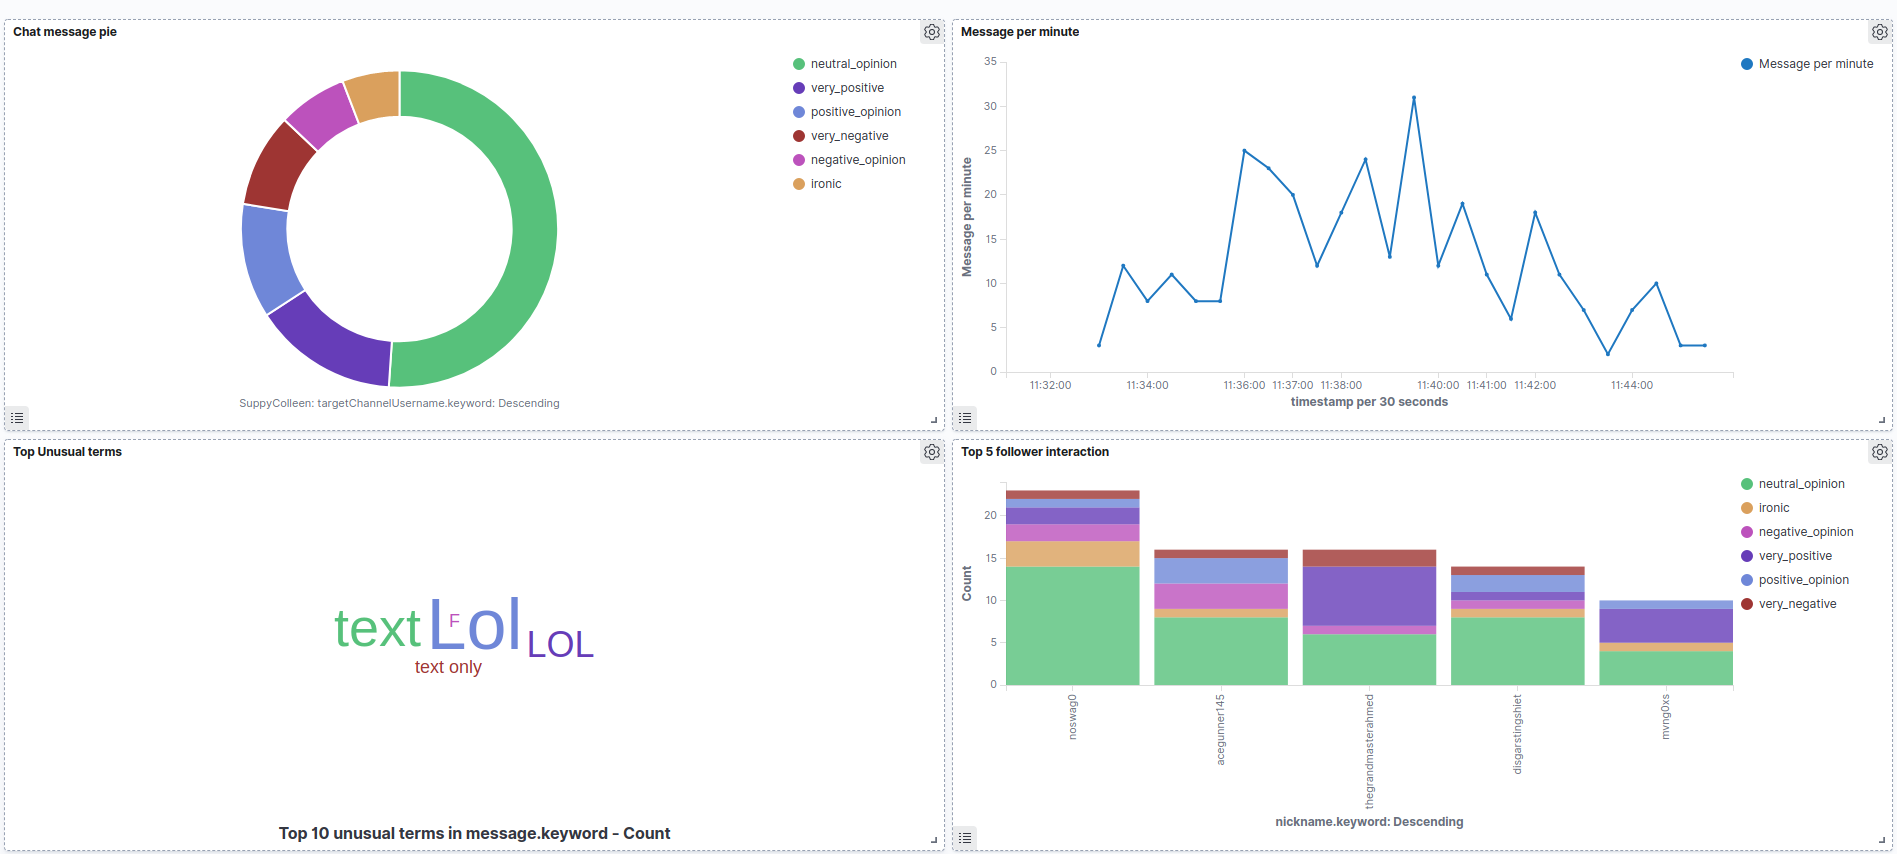 Chat message pie
neutral_opinion
very_positive
positive_opinion
very_negative
negative_opinion
ironic
SuppyColleen: targetChannelUsername.keyword: Descending
Message per minute
Message per minute
35
30
25
20
15
10
5
0
Message per minute
11:32:00 11:34:00 11:36:00 11:37:00 11:38:00 11:40:00 11:41:00 11:42:00 11:44:00
timestamp per 30 seconds
Top Unusual terms
text Lol LOL
F
text only
Top 10 unusual terms in message.keyword - Count
Top 5 follower interaction
neutral_opinion
ironic
negative_opinion
very_positive
positive_opinion
very_negative
20
15
10
5
0
Count
noswag0
acegunner145
thegrandmasterahmed
disgarstingshiet
mvng0xs
nickname.keyword: Descending